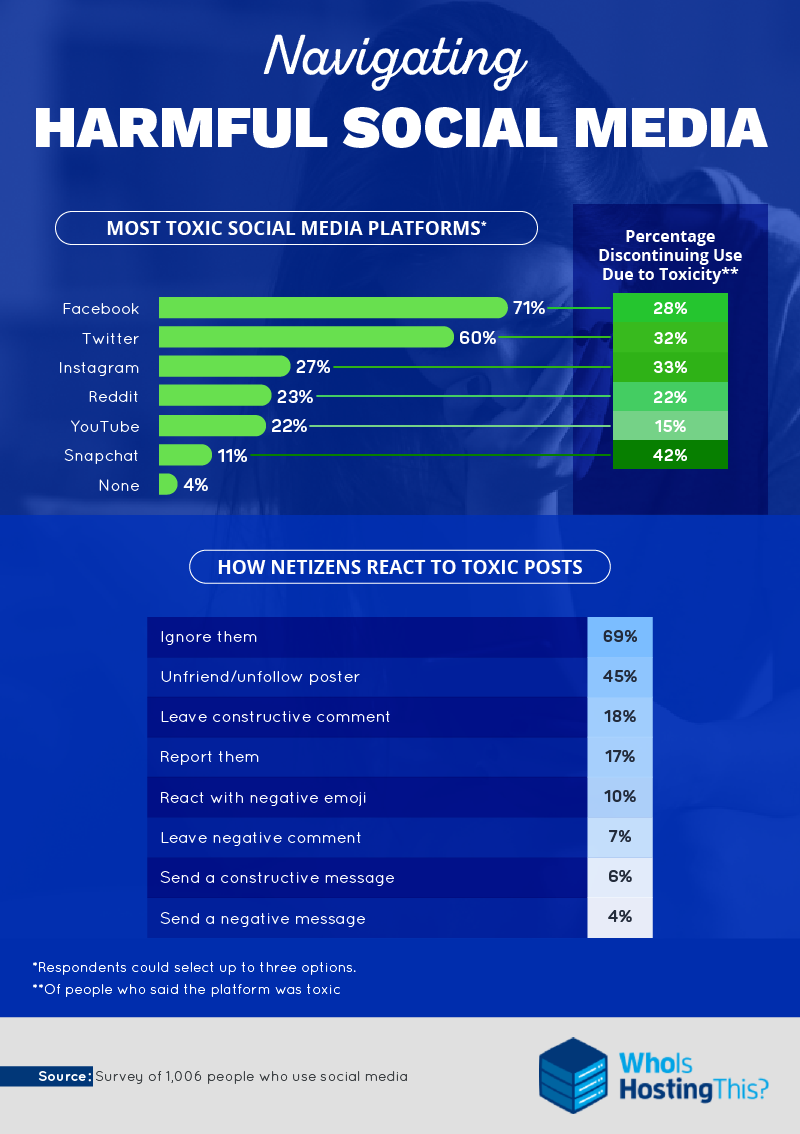 Navigating
HARMFUL SOCIAL MEDIA
MOST TOXIC SOCIAL MEDIA PLATFORMS*
Percentage
Discontinuing Use
Due to Toxicity**
Facebook 71% 28%
Twitter 60% 32%
Instagram 27% 33%
Reddit 23% 22%
YouTube 22% 15%
Snapchat 11% 42%
None 4%
HOW NETIZENS REACT TO TOXIC POSTS
Ignore them 69%
Unfriend/unfollow poster 45%
Leave constructive comment 18%
Report them 17%
React with negative emoji 10%
Leave negative comment 7%
Send a constructive message 6%
Send a negative message 4%
*Respondents could select up to three options.
**Of people who said the platform was toxic
Source: Survey of 1,006 people who use social media
WhoIs
HostingThis?